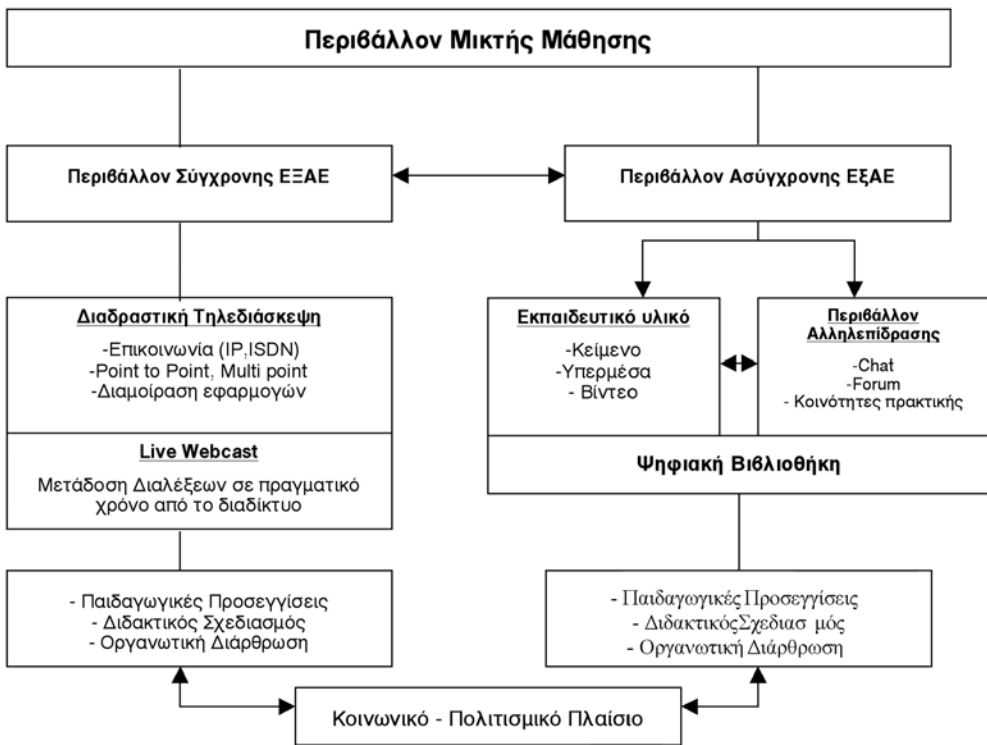 Περιβάλλον Μικτής Μάθησης
Περιβάλλον Σύγχρονης ΕΞΑΕ
Περιβάλλον Ασύγχρονης ΕξΑΕ
Διαδραστική Τηλεδιάσκεψη
-Επικοινωνία (IP,ISDN)
-Point to Point, Multi point
-Διαμοίραση εφαρμογών
Live Webcast
Μετάδοση Διαλέξεων σε πραγματικό
χρόνο από το διαδίκτυο
Εκπαιδευτικό υλικό
-Κείμενο
-Υπερμέσα
- Βίντεο
Περιβάλλον
Αλληλεπίδρασης
- Chat
- Forum
- Κοινότητες πρακτικής
Ψηφιακή Βιβλιοθήκη
- Παιδαγωγικές Προσεγγίσεις
- Διδακτικός Σχεδιασμός
- Οργανωτική Διάρθρωση
- Παιδαγωγικές Προσεγγίσεις
- ΔιδακτικόςΣχεδιασ μός
- Οργανωτική Διάρθρωση
Κοινωνικό - Πολιτισμικό Πλαίσιο